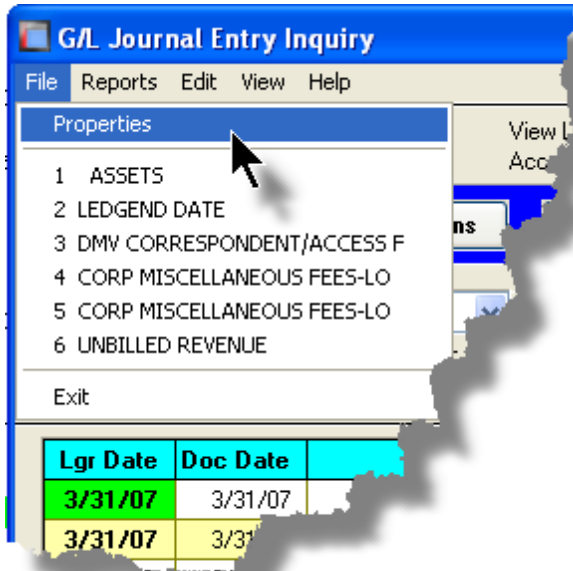 G/L Journal Entry Inquiry
File Reports Edit View Help
Properties
View
1 ASSETS
2 LEDGEND DATE
3 DMV CORRESPONDENT/ACCESS F
4 CORP MISCELLANEOUS FEES-LO
5 CORP MISCELLANEOUS FEES-LO
6 UNBILLED REVENUE
Exit
Lgr Date Doc Date
3/31/07 3/31/07
3/31/07